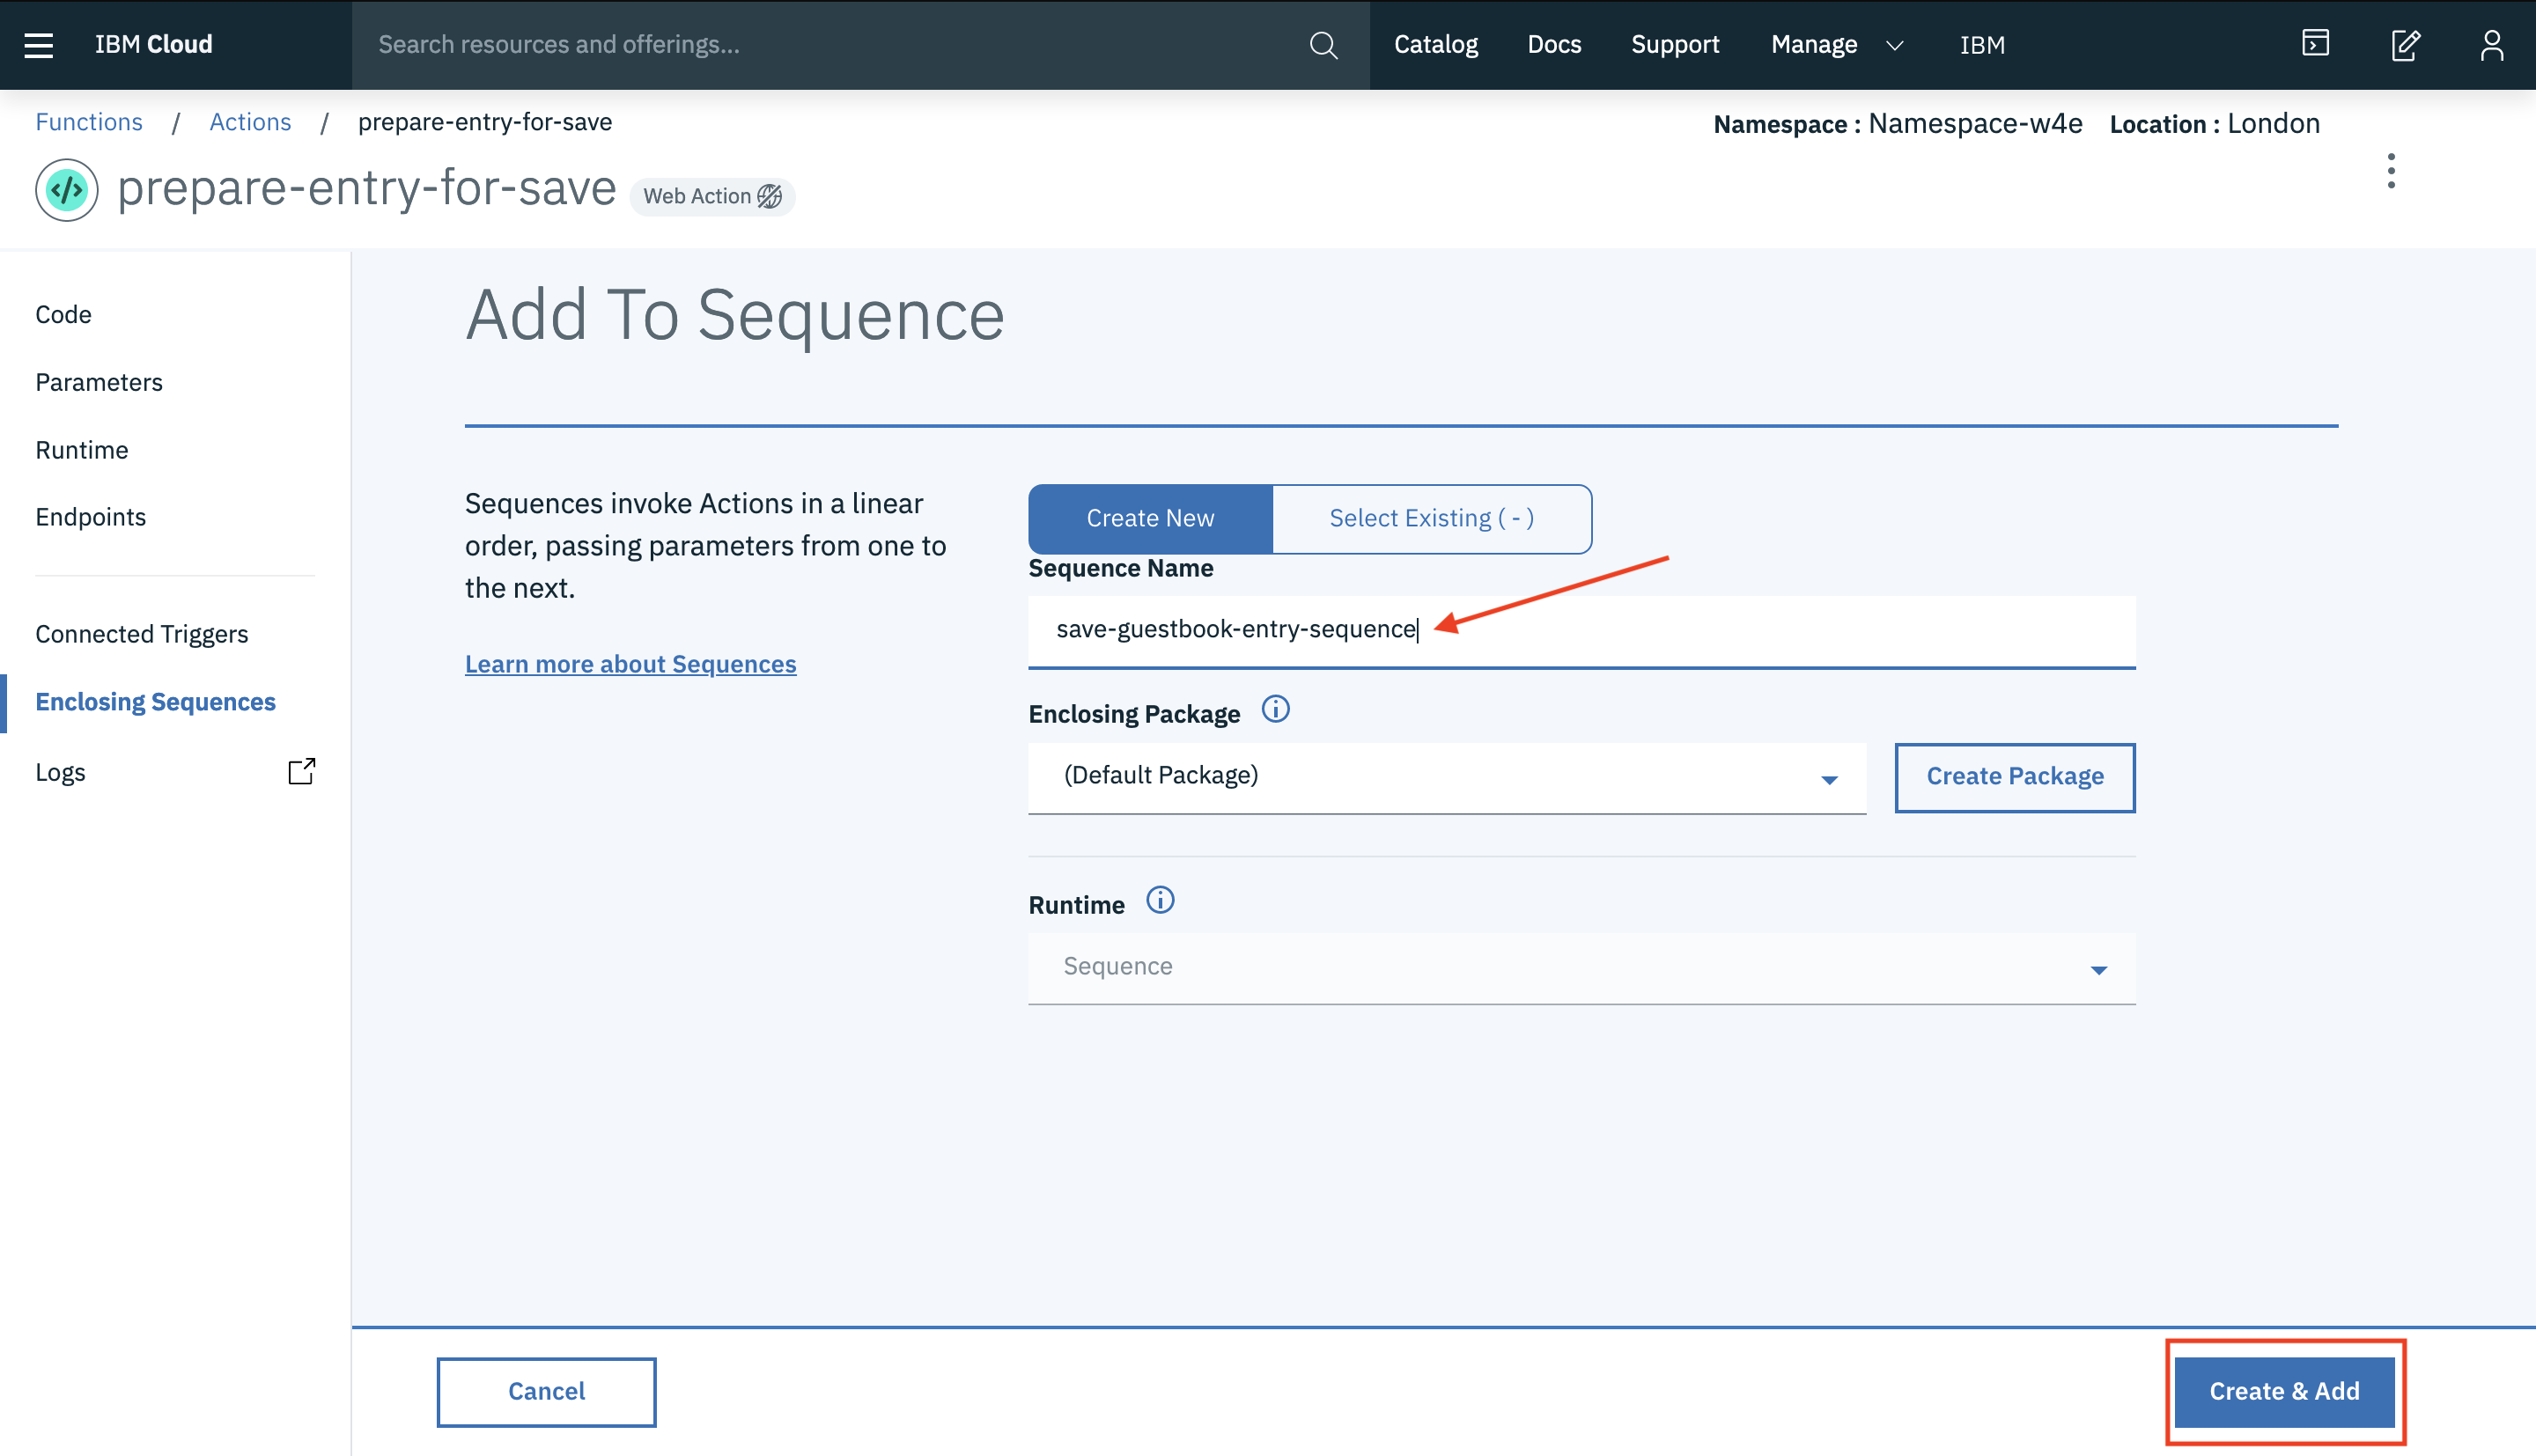 IBM Cloud
Search resources and offerings...
Catalog
Docs
Support
Manage
IBM
Functions / Actions / prepare-entry-for-save
Namespace : Namespace-w4e Location : London
</> prepare-entry-for-save Web Action
Code
Parameters
Runtime
Endpoints
Connected Triggers
Enclosing Sequences
Logs
Add To Sequence
Sequences invoke Actions in a linear
order, passing parameters from one to
the next.
Learn more about Sequences
Create New
Select Existing ( - )
Sequence Name
save-guestbook-entry-sequence
Enclosing Package
(Default Package)
Create Package
Runtime
Sequence
Cancel
Create & Add